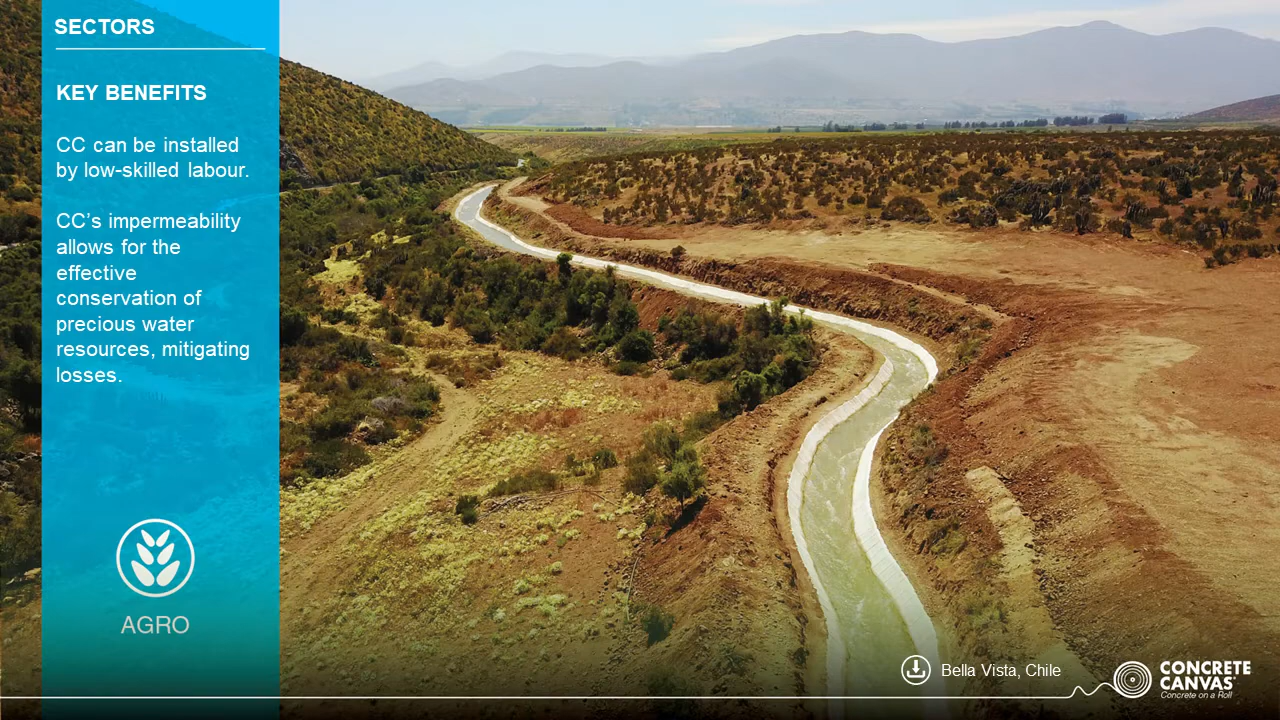 SECTORS
KEY BENEFITS
CC can be installed
by low-skilled labour.
CC’s impermeability
allows for the
effective
conservation of
precious water
resources, mitigating
losses.
AGRO
Bella Vista, Chile
CONCRETE
CANVAS®
Concrete on a Roll